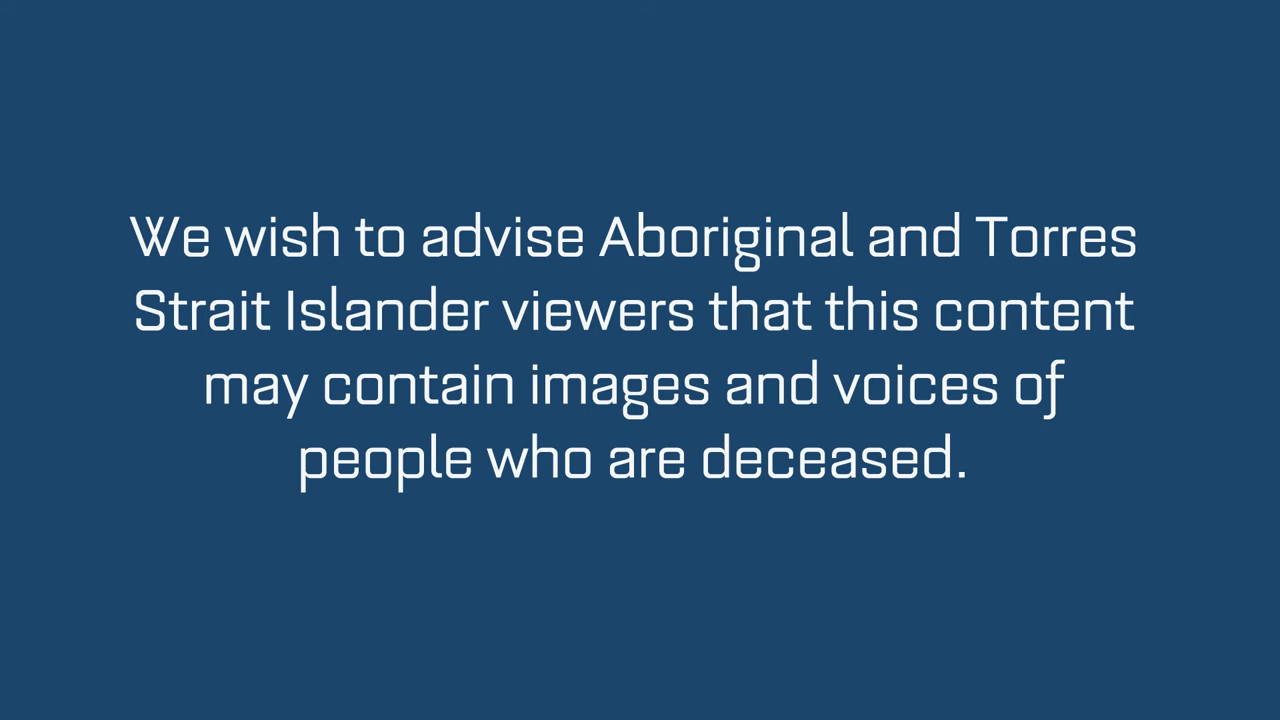 We wish to advise Aboriginal and Torres
Strait Islander viewers that this content
may contain images and voices of
people who are deceased.